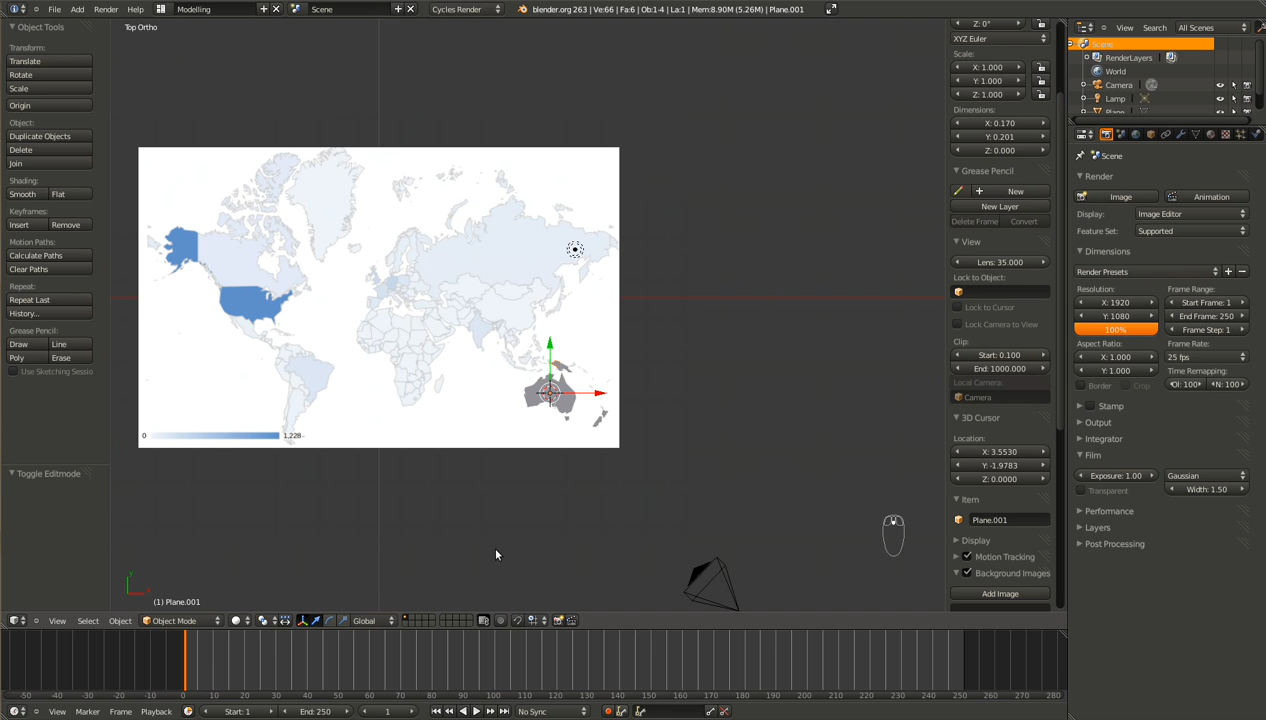 File Add Render Help Modelling Scene Cycles Render blender.org 263 | Ve:66 | Fa:6 | Ob:1-4 | La:1 | Mem:8.90M (5.26M) | Plane.001
Object Tools
Transform:
Translate
Rotate
Scale
Origin
Object:
Duplicate Objects
Delete
Join
Shading:
Smooth Flat
Keyframes:
Insert Remove
Motion Paths:
Calculate Paths
Clear Paths
Repeat:
Repeat Last
History...
Grease Pencil:
Draw Line
Poly Erase
Use Sketching Sessio
Toggle Editmode
Top Ortho
0 1,228
(1) Plane.001
Z: 0°
XYZ Euler
Scale:
X: 1.000
Y: 1.000
Z: 1.000
Dimensions:
X: 0.170
Y: 0.201
Z: 0.000
Grease Pencil
New
New Layer
Delete Frame Convert
View
Lens: 35.000
Lock to Object:
Lock to Cursor
Lock Camera to View
Clip:
Start: 0.100
End: 1000.000
Local Camera:
Camera
3D Cursor
Location:
X: 3.5530
Y: -1.9783
Z: 0.0000
Item
Plane.001
Display
Motion Tracking
Background Images
Add Image
View Search All Scenes
Scene
RenderLayers
World
Camera
Lamp
Plane
Scene
Render
Image Animation
Display: Image Editor
Feature Set: Supported
Dimensions
Render Presets
Resolution: Frame Range:
X: 1920 Start Frame: 1
Y: 1080 End Frame: 250
100% Frame Step: 1
Aspect Ratio: Frame Rate:
X: 1.000 25 fps
Y: 1.000 Time Remapping:
Border Crop O: 100 N: 100
Stamp
Output
Integrator
Film
Exposure: 1.00 Gaussian
Transparent Width: 1.50
Performance
Layers
Post Processing
View Select Object Object Mode Global
-50 -40 -30 -20 -10 0 10 20 30 40 50 60 70 80 90 100 110 120 130 140 150 160 170 180 190 200 210 220 230 240 250 260 270 280
View Marker Frame Playback Start: 1 End: 250 1 No Sync